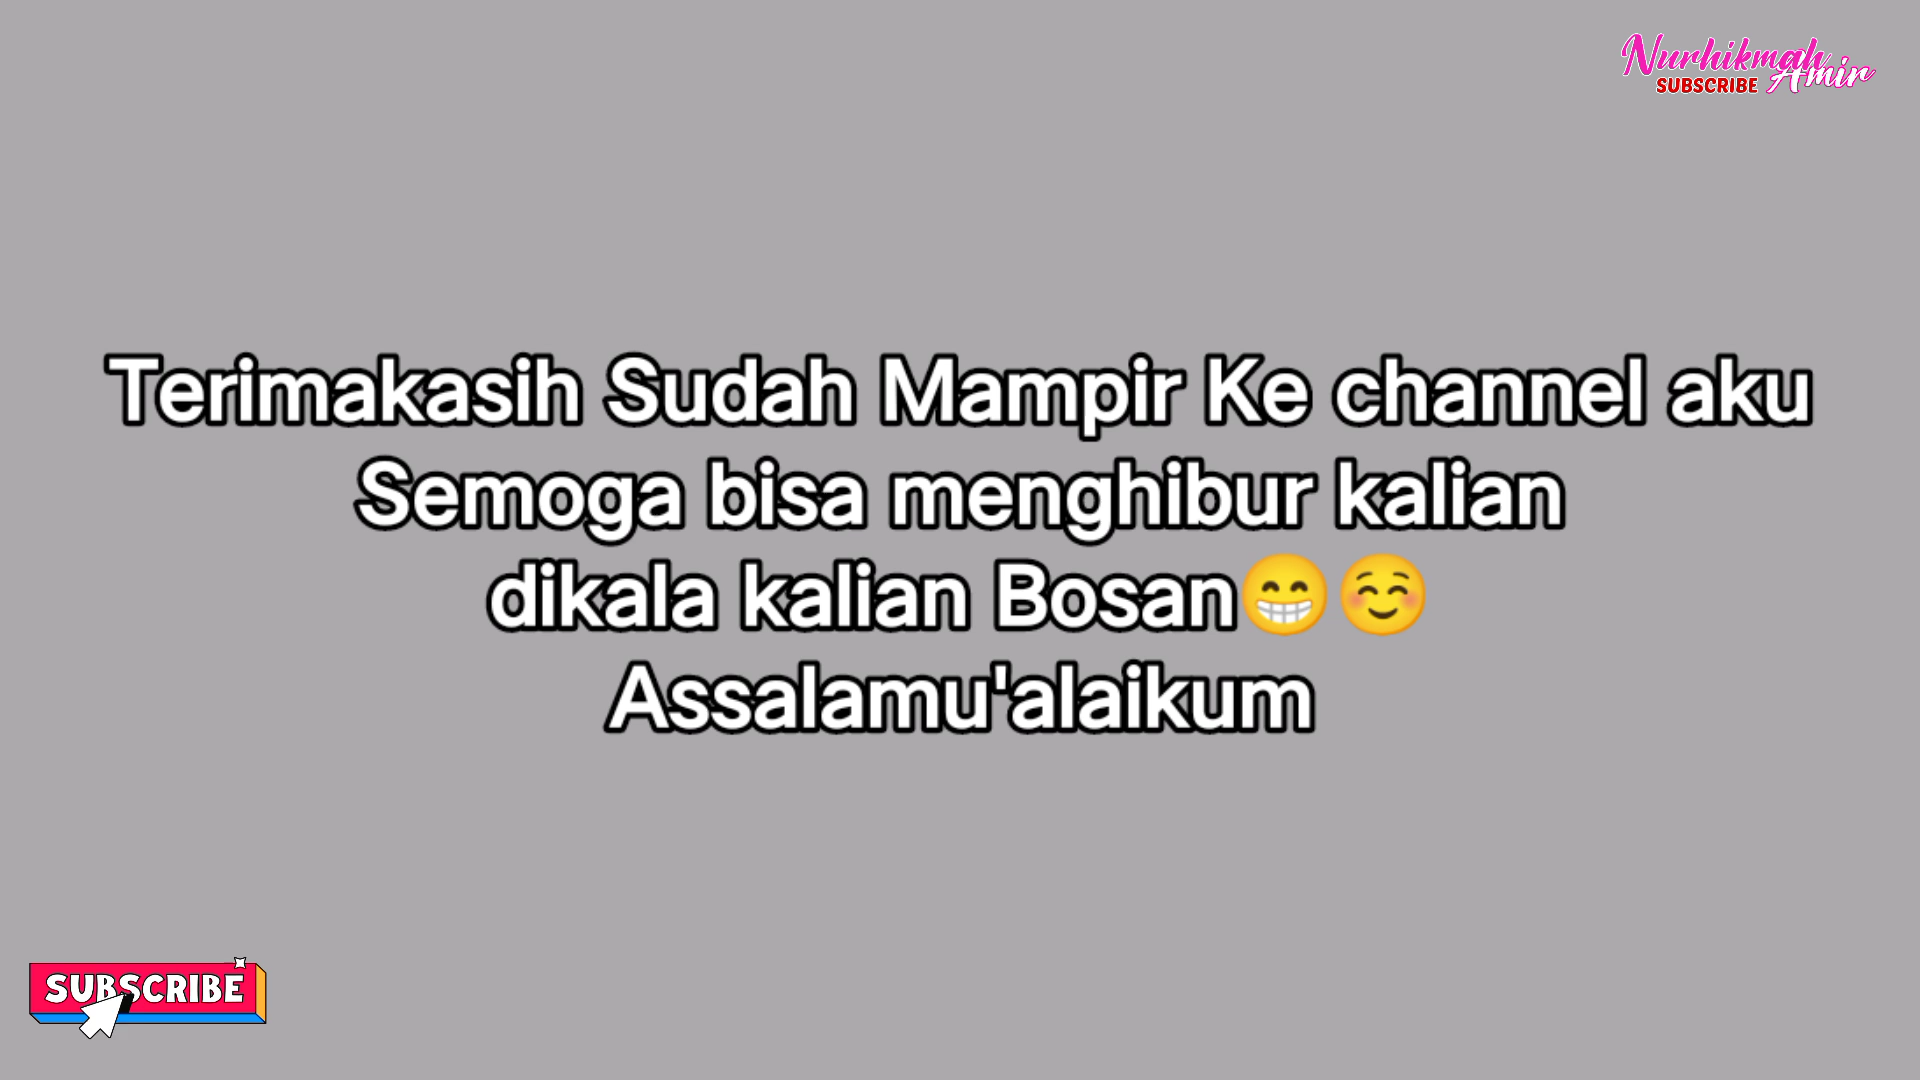 Nurhikmah
SUBSCRIBE Amir
Terimakasih Sudah Mampir Ke channel aku
Semoga bisa menghibur kalian
dikala kalian Bosan😁☺️
Assalamu'alaikum
SUBSCRIBE